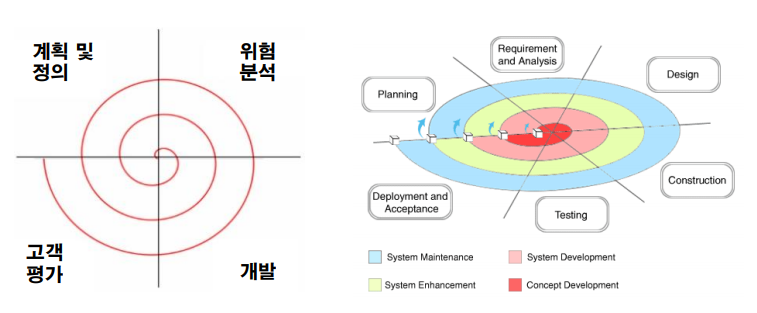 계획 및
정의
위험
분석
고객
평가
개발
Requirement
and Analysis
Design
Planning
Construction
Deployment and
Acceptance
Testing
System Maintenance
System Development
System Enhancement
Concept Development